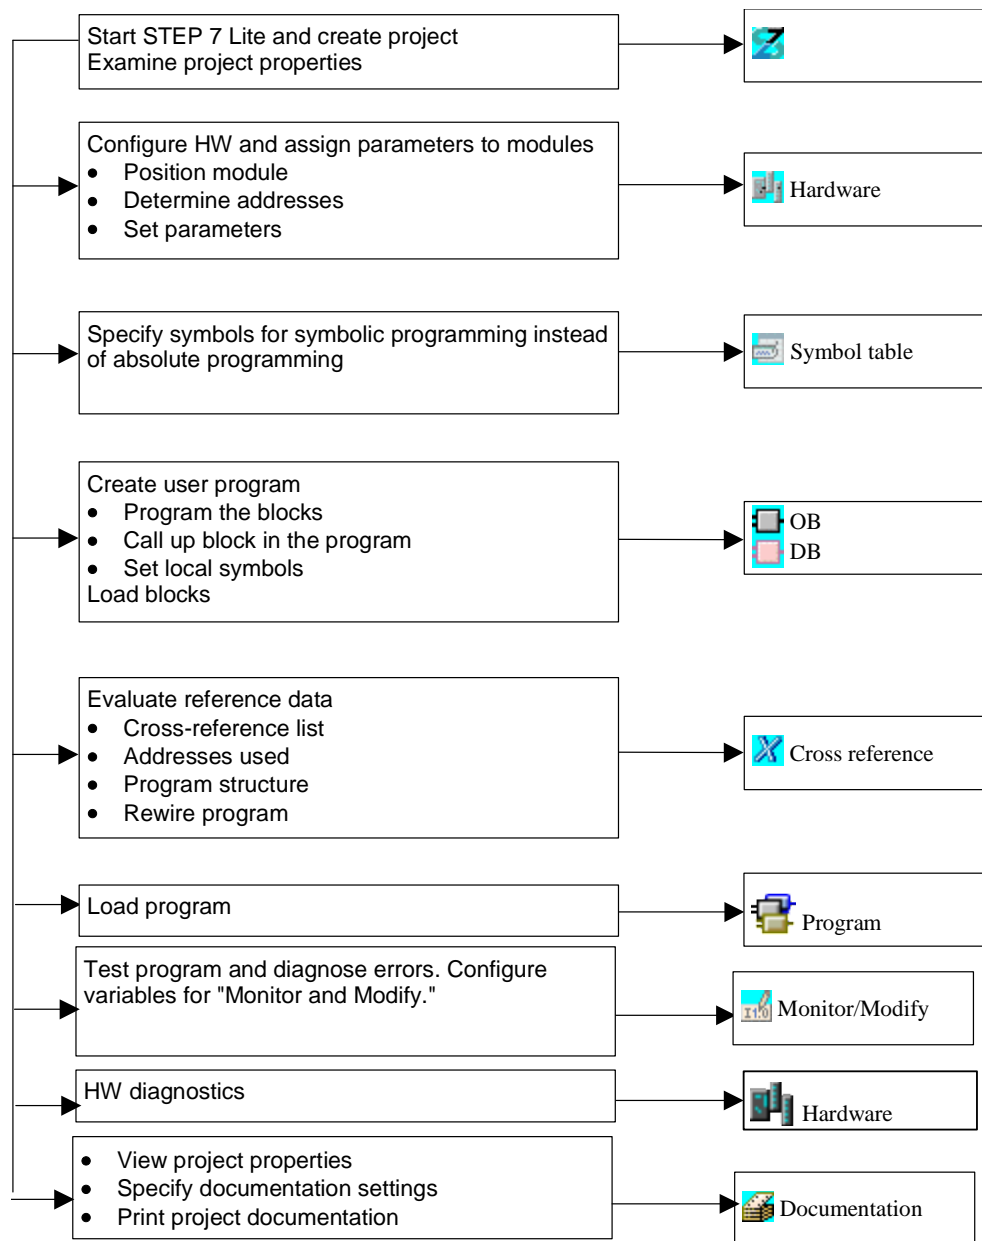 Start STEP 7 Lite and create project
Examine project properties
Configure HW and assign parameters to modules
• Position module
• Determine addresses
• Set parameters
Hardware
Specify symbols for symbolic programming instead
of absolute programming
Symbol table
Create user program
• Program the blocks
• Call up block in the program
• Set local symbols
Load blocks
OB
DB
Evaluate reference data
• Cross-reference list
• Addresses used
• Program structure
• Rewire program
Cross reference
Load program
Program
Test program and diagnose errors. Configure
variables for "Monitor and Modify."
I1.0
Monitor/Modify
HW diagnostics
Hardware
• View project properties
• Specify documentation settings
• Print project documentation
Documentation